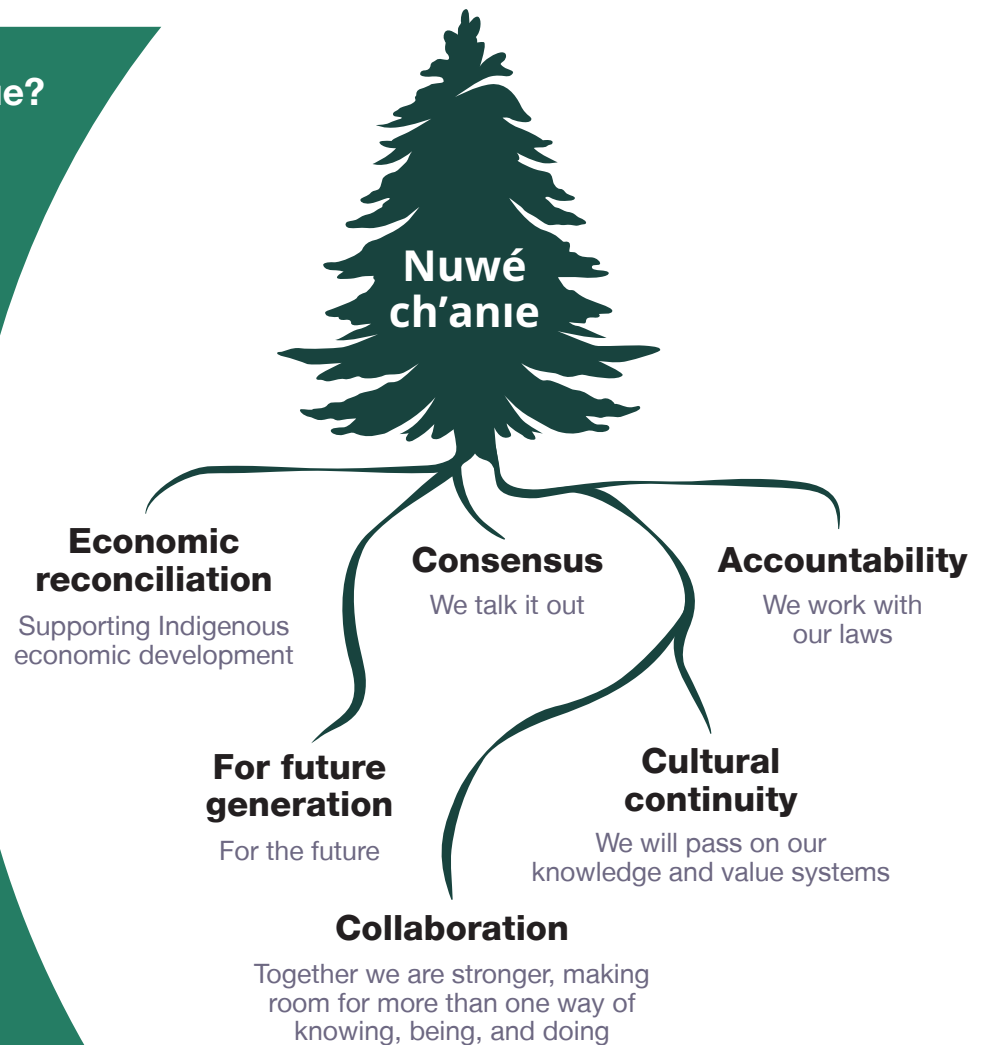 Nuwé
ch’anıe
Economic
reconciliation
Supporting Indigenous
economic development
Consensus
We talk it out
Accountability
We work with
our laws
For future
generation
For the future
Cultural
continuity
We will pass on our
knowledge and value systems
Collaboration
Together we are stronger, making
room for more than one way of
knowing, being, and doing